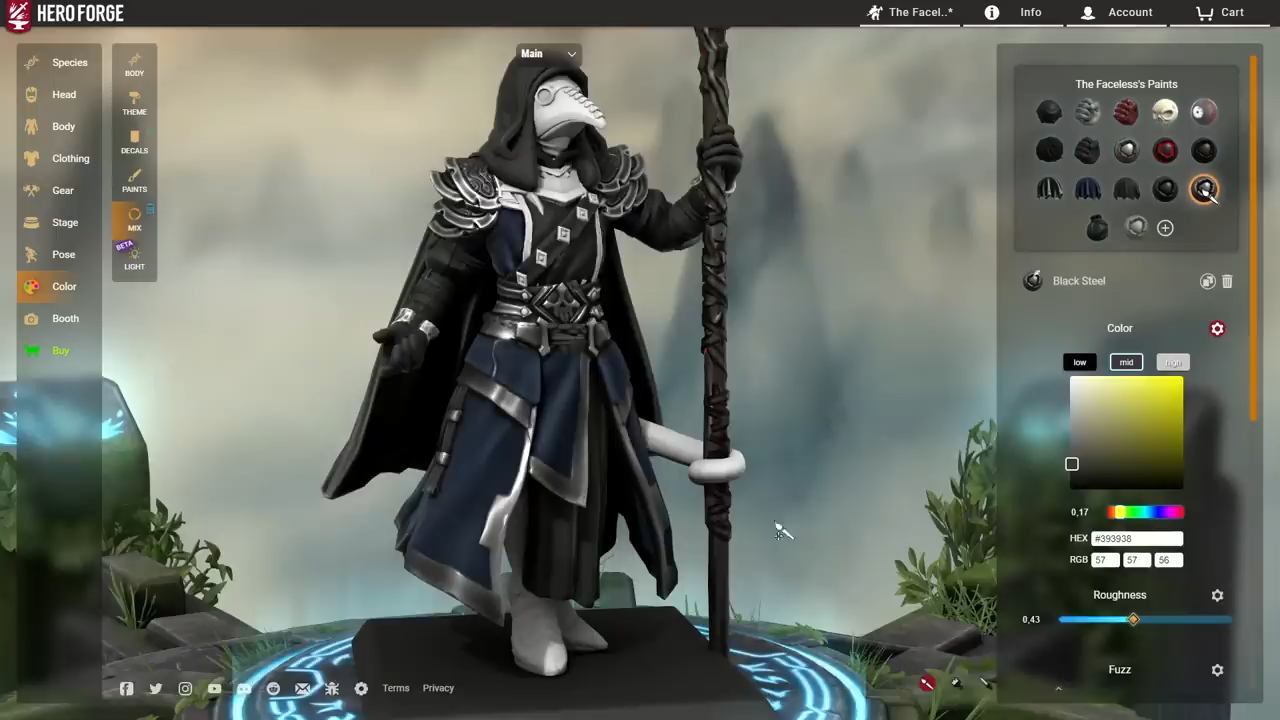 HERO FORGE
The Facel..*
Info
Account
Cart
Species
Head
Body
Clothing
Gear
Stage
Pose
Color
Booth
Buy
BODY
THEME
DECALS
PAINTS
MIX
BETA
LIGHT
Main
The Faceless's Paints
Black Steel
Color
low
mid
high
0,17
HEX #393938
RGB 57 57 56
Roughness
0,43
Fuzz
Terms
Privacy